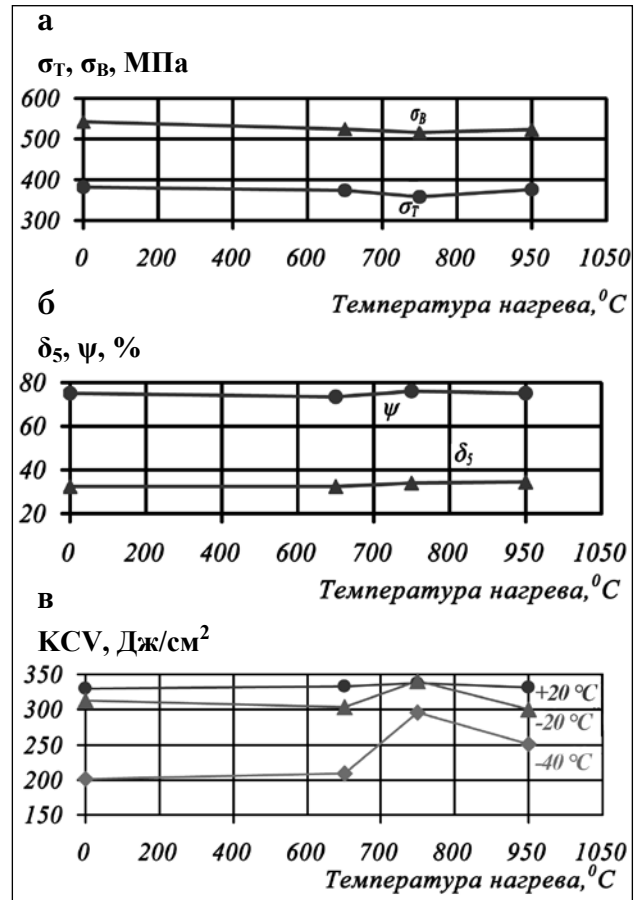 а
σТ, σВ, МПа
600
500
400
300
σВ
σТ
0 200 400 600 700 800 950 1050
Температура нагрева,⁰С
б
δ5, ψ, %
80
60
40
20
ψ
δ5
0 200 400 600 700 800 950 1050
Температура нагрева,⁰С
в
KCV, Дж/см²
350
300
250
200
150
+20 °С
-20 °С
-40 °С
0 200 400 600 700 800 950 1050
Температура нагрева,⁰С